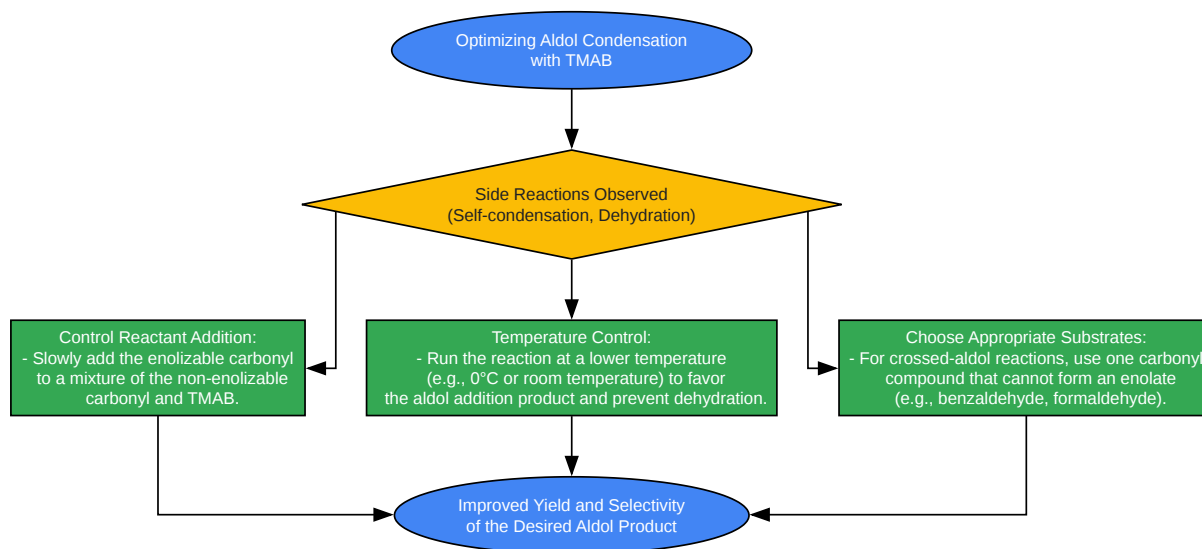 Optimizing Aldol Condensation
with TMAB
Side Reactions Observed
(Self-condensation, Dehydration)
Control Reactant Addition:
- Slowly add the enolizable carbonyl
to a mixture of the non-enolizable
carbonyl and TMAB.
Temperature Control:
- Run the reaction at a lower temperature
(e.g., 0°C or room temperature) to favor
the aldol addition product and prevent dehydration.
Choose Appropriate Substrates:
- For crossed-aldol reactions, use one carbonyl
compound that cannot form an enolate
(e.g., benzaldehyde, formaldehyde).
Improved Yield and Selectivity
of the Desired Aldol Product